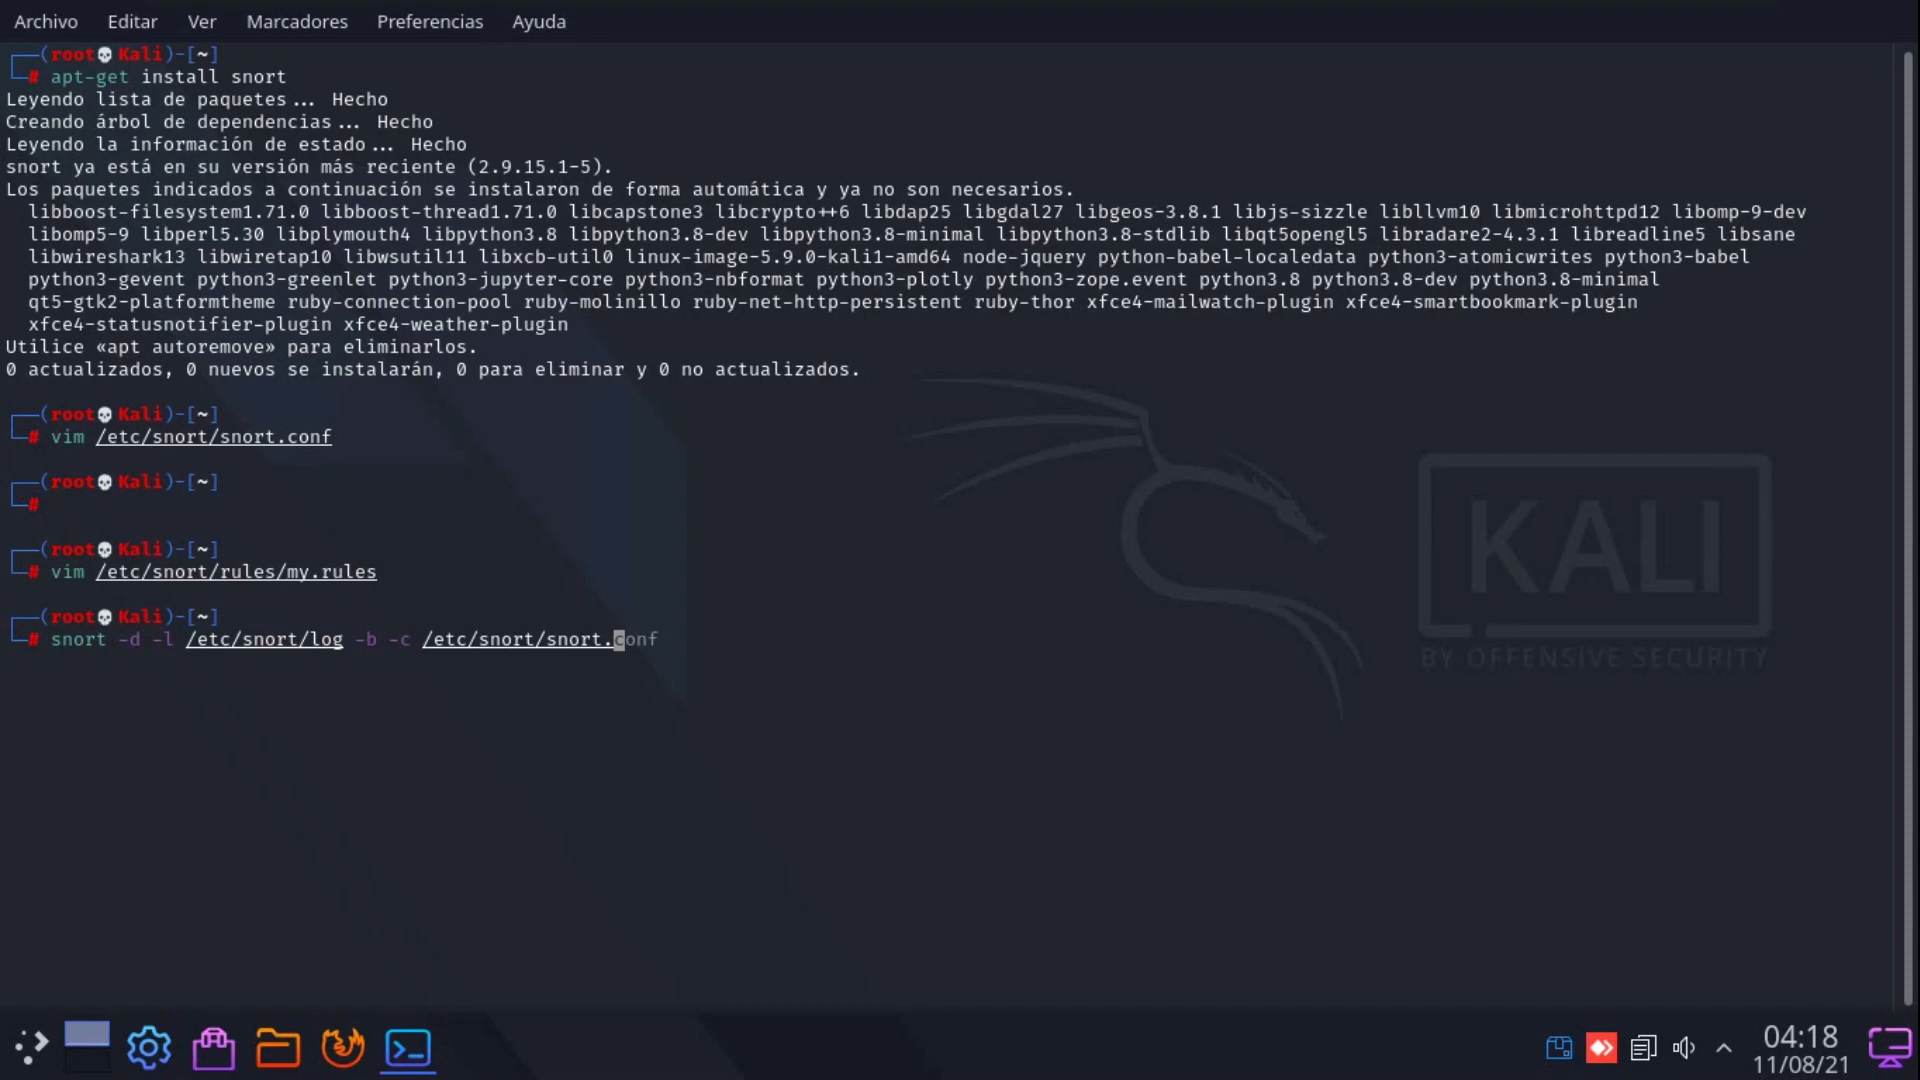 Archivo Editar Ver Marcadores Preferencias Ayuda
┌──(root💀Kali)-[~]
└─# apt-get install snort
Leyendo lista de paquetes... Hecho
Creando árbol de dependencias... Hecho
Leyendo la información de estado... Hecho
snort ya está en su versión más reciente (2.9.15.1-5).
Los paquetes indicados a continuación se instalaron de forma automática y ya no son necesarios.
libboost-filesystem1.71.0 libboost-thread1.71.0 libcapstone3 libcrypto++6 libdap25 libgdal27 libgeos-3.8.1 libjs-sizzle libllvm10 libmicrohttpd12 libomp-9-dev
libomp5-9 libperl5.30 libplymouth4 libpython3.8 libpython3.8-dev libpython3.8-minimal libpython3.8-stdlib libqt5opengl5 libradare2-4.3.1 libreadline5 libsane
libwireshark13 libwiretap10 libwsutil11 libxcb-util0 linux-image-5.9.0-kali1-amd64 node-jquery python-babel-localedata python3-atomicwrites python3-babel
python3-gevent python3-greenlet python3-jupyter-core python3-nbformat python3-plotly python3-zope.event python3.8 python3.8-dev python3.8-minimal
qt5-gtk2-platformtheme ruby-connection-pool ruby-molinillo ruby-net-http-persistent ruby-thor xfce4-mailwatch-plugin xfce4-smartbookmark-plugin
xfce4-statusnotifier-plugin xfce4-weather-plugin
Utilice «apt autoremove» para eliminarlos.
0 actualizados, 0 nuevos se instalarán, 0 para eliminar y 0 no actualizados.
┌──(root💀Kali)-[~]
└─# vim /etc/snort/snort.conf
┌──(root💀Kali)-[~]
└─#
┌──(root💀Kali)-[~]
└─# vim /etc/snort/rules/my.rules
┌──(root💀Kali)-[~]
└─# snort -d -l /etc/snort/log -b -c /etc/snort/snort.conf
KALI
BY OFFENSIVE SECURITY
04:18
11/08/21